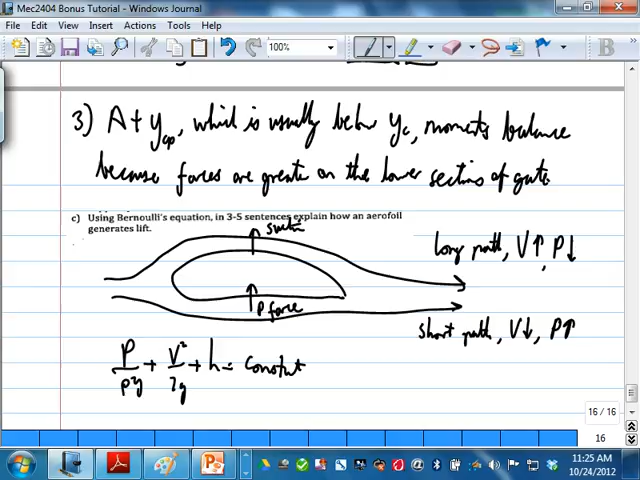 Mec2404 Bonus Tutorial - Windows Journal
File Edit View Insert Actions Tools Help
100%
B
3) At ycp, which is usually below yc, moments balance
because forces are greater on the lower section of gate
c) Using Bernoulli's equation, in 3-5 sentences explain how an aerofoil
generates lift.
suction
long path, V↑ P↓
P force
short path, V↓, P↑
P/ρg + V²/2g + h = constant
16 / 16
16
11:25 AM
10/24/2012